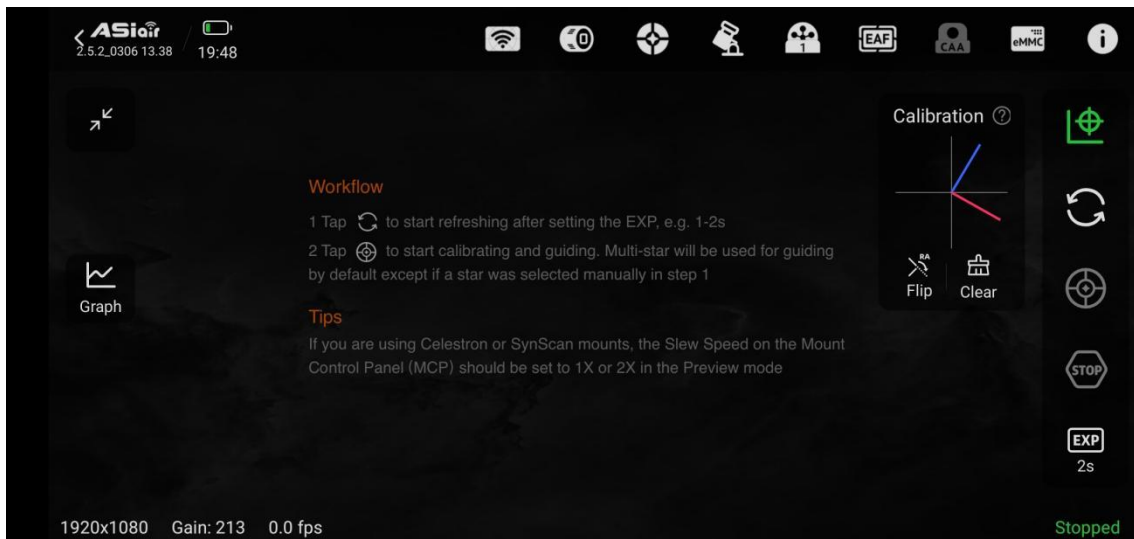 ASiair
2.5.2_0306 13.38
19:48
0
1
EAF
CAA
eMMC
i
Calibration ?
Workflow
1 Tap to start refreshing after setting the EXP, e.g. 1-2s
2 Tap to start calibrating and guiding. Multi-star will be used for guiding
by default except if a star was selected manually in step 1
Tips
If you are using Celestron or SynScan mounts, the Slew Speed on the Mount
Control Panel (MCP) should be set to 1X or 2X in the Preview mode
Graph
RA
Flip
Clear
STOP
EXP
2s
1920x1080 Gain: 213 0.0 fps
Stopped